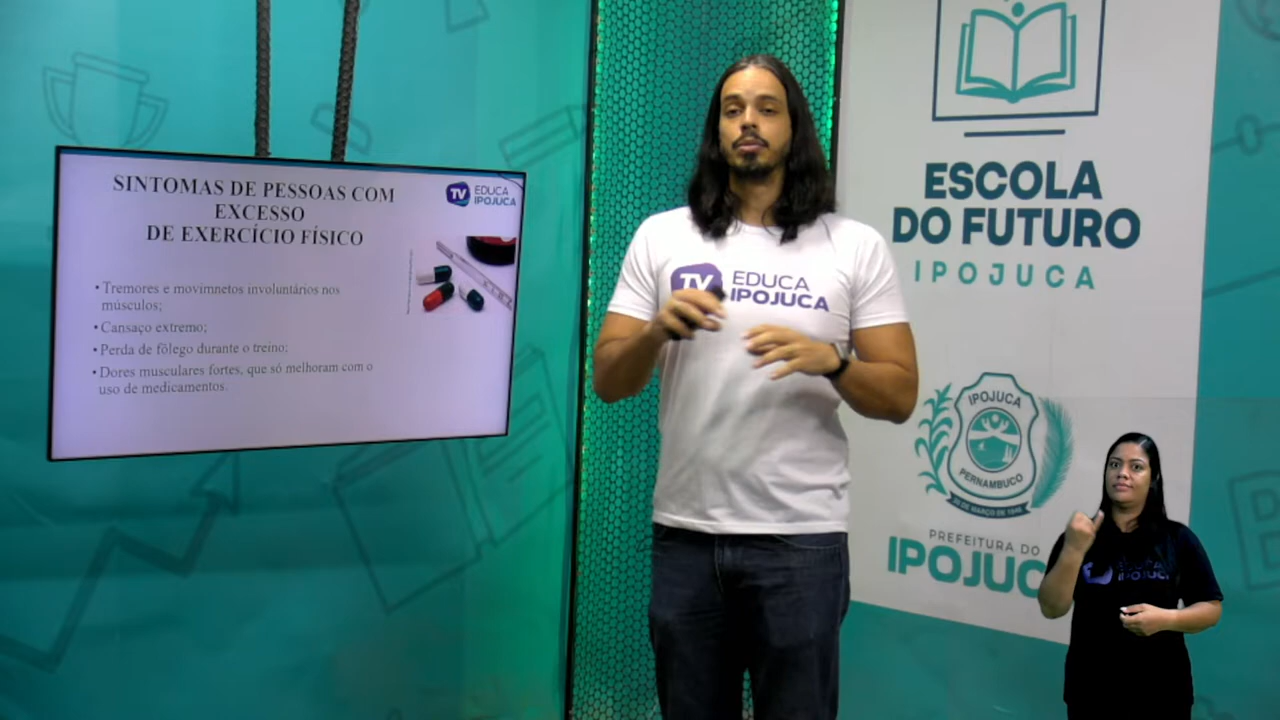 SINTOMAS DE PESSOAS COM
EXCESSO
DE EXERCÍCIO FÍSICO
TV EDUCA
IPOJUCA
• Tremores e movimnetos involuntários nos
músculos;
• Cansaço extremo;
• Perda de fôlego durante o treino;
• Dores musculares fortes, que só melhoram com o
uso de medicamentos.
TV EDUCA
IPOJUCA
ESCOLA
DO FUTURO
IPOJUCA
IPOJUCA
PERNAMBUCO
PREFEITURA DO
IPOJUC
IPOJUCA